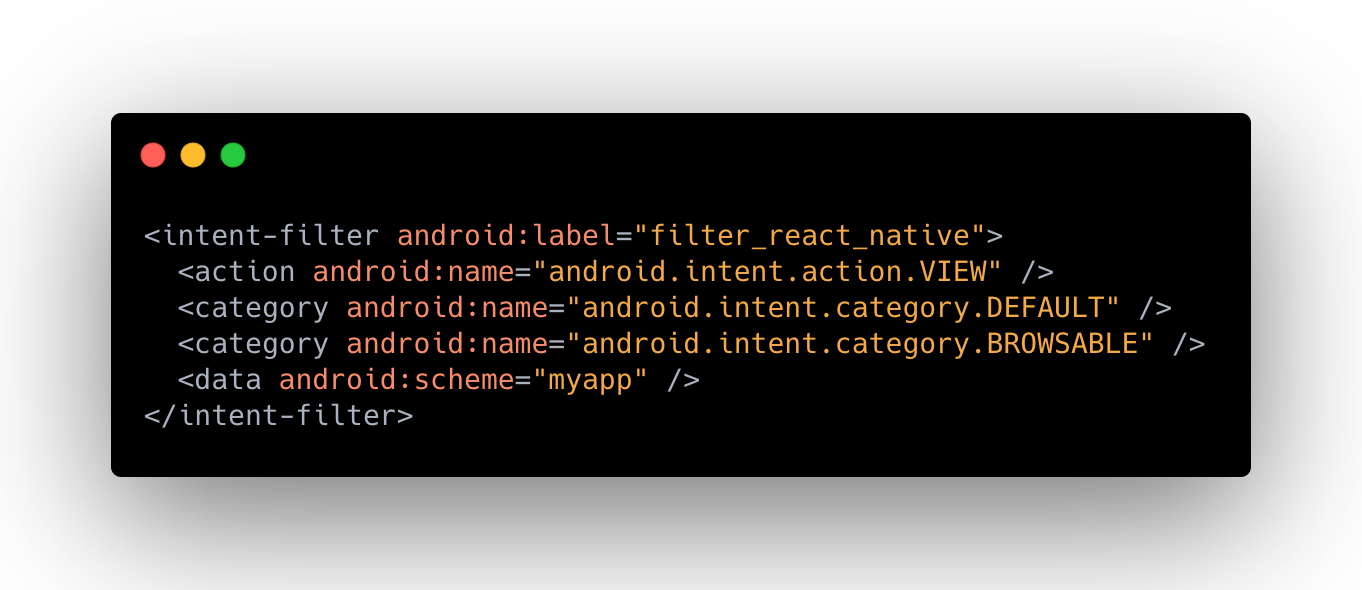 <intent-filter android:label="filter_react_native">
  <action android:name="android.intent.action.VIEW" />
  <category android:name="android.intent.category.DEFAULT" />
  <category android:name="android.intent.category.BROWSABLE" />
  <data android:scheme="myapp" />
</intent-filter>